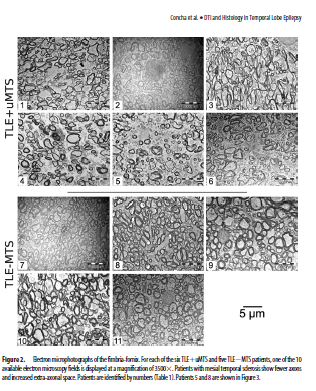 Concha et al. • DTI and Histology in Temporal Lobe Epilepsy
TLE+uMTS
1
2
3
4
5
6
TLE-MTS
7
8
9
10
11
5 µm
Figure 2. Electron microphotographs of the fimbria-fornix. For each of the six TLE + uMTS and five TLE—MTS patients, one of the 10
available electron microscopy fields is displayed at a magnification of 3500×. Patients with mesial temporal sclerosis show fewer axons
and increased extra-axonal space. Patients are identified by numbers (Table 1). Patients 5 and 8 are shown in Figure 3.